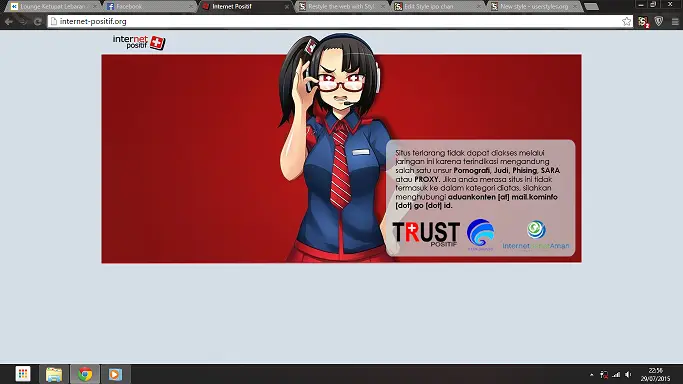 Lounge Ketupat Lebaran
Facebook
Internet Positif
Restyle the web with Styl
Edit Style ipo chan
New style - userstyles.org
internet-positif.org
internet
positif
Situs terlarang tidak dapat diakses melalui
jaringan ini karena terindikasi mengandung
salah satu unsur Pornografi, Judi, Phising, SARA
atau PROXY. Jika anda merasa situs ini tidak
termasuk ke dalam kategori diatas, silahkan
menghubungi aduankonten [at] mail.kominfo
[dot] go [dot] id.
TRUST
POSITIF
Internet Sehat Aman
22:56
29/07/2015